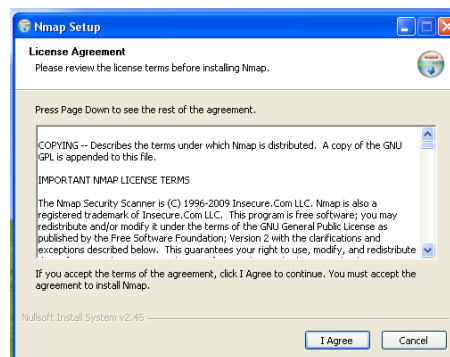 Nmap Setup
License Agreement
Please review the license terms before installing Nmap.
Press Page Down to see the rest of the agreement.
COPYING -- Describes the terms under which Nmap is distributed.  A copy of the GNU
GPL is appended to this file.
IMPORTANT NMAP LICENSE TERMS
The Nmap Security Scanner is (C) 1996-2009 Insecure.Com LLC. Nmap is also a
registered trademark of Insecure.Com LLC.  This program is free software; you may
redistribute and/or modify it under the terms of the GNU General Public License as
published by the Free Software Foundation; Version 2 with the clarifications and
exceptions described below.  This guarantees your right to use, modify, and redistribute
If you accept the terms of the agreement, click I Agree to continue. You must accept the
agreement to install Nmap.
Nullsoft Install System v2.45
I Agree
Cancel